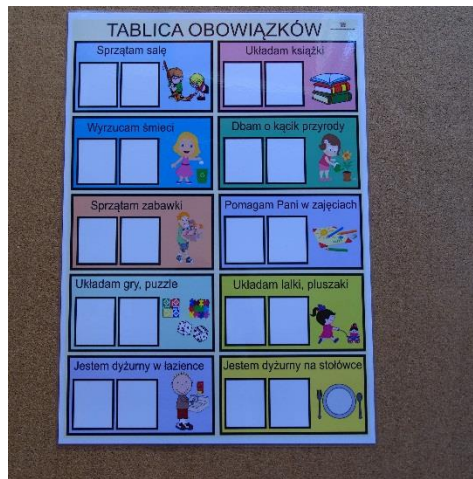 TABLICA OBOWIĄZKÓW
Sprzątam salę
Układam książki
Wyrzucam śmieci
Dbam o kącik przyrody
Sprzątam zabawki
Pomagam Pani w zajęciach
Układam gry, puzzle
Układam lalki, pluszaki
Jestem dyżurny w łazience
Jestem dyżurny na stołówce